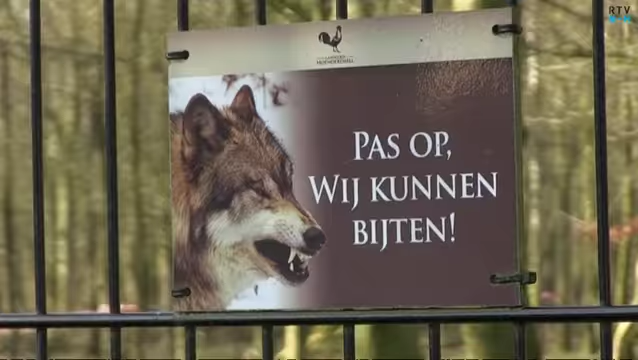 RTV
PAS OP,
WIJ KUNNEN
BIJTEN!